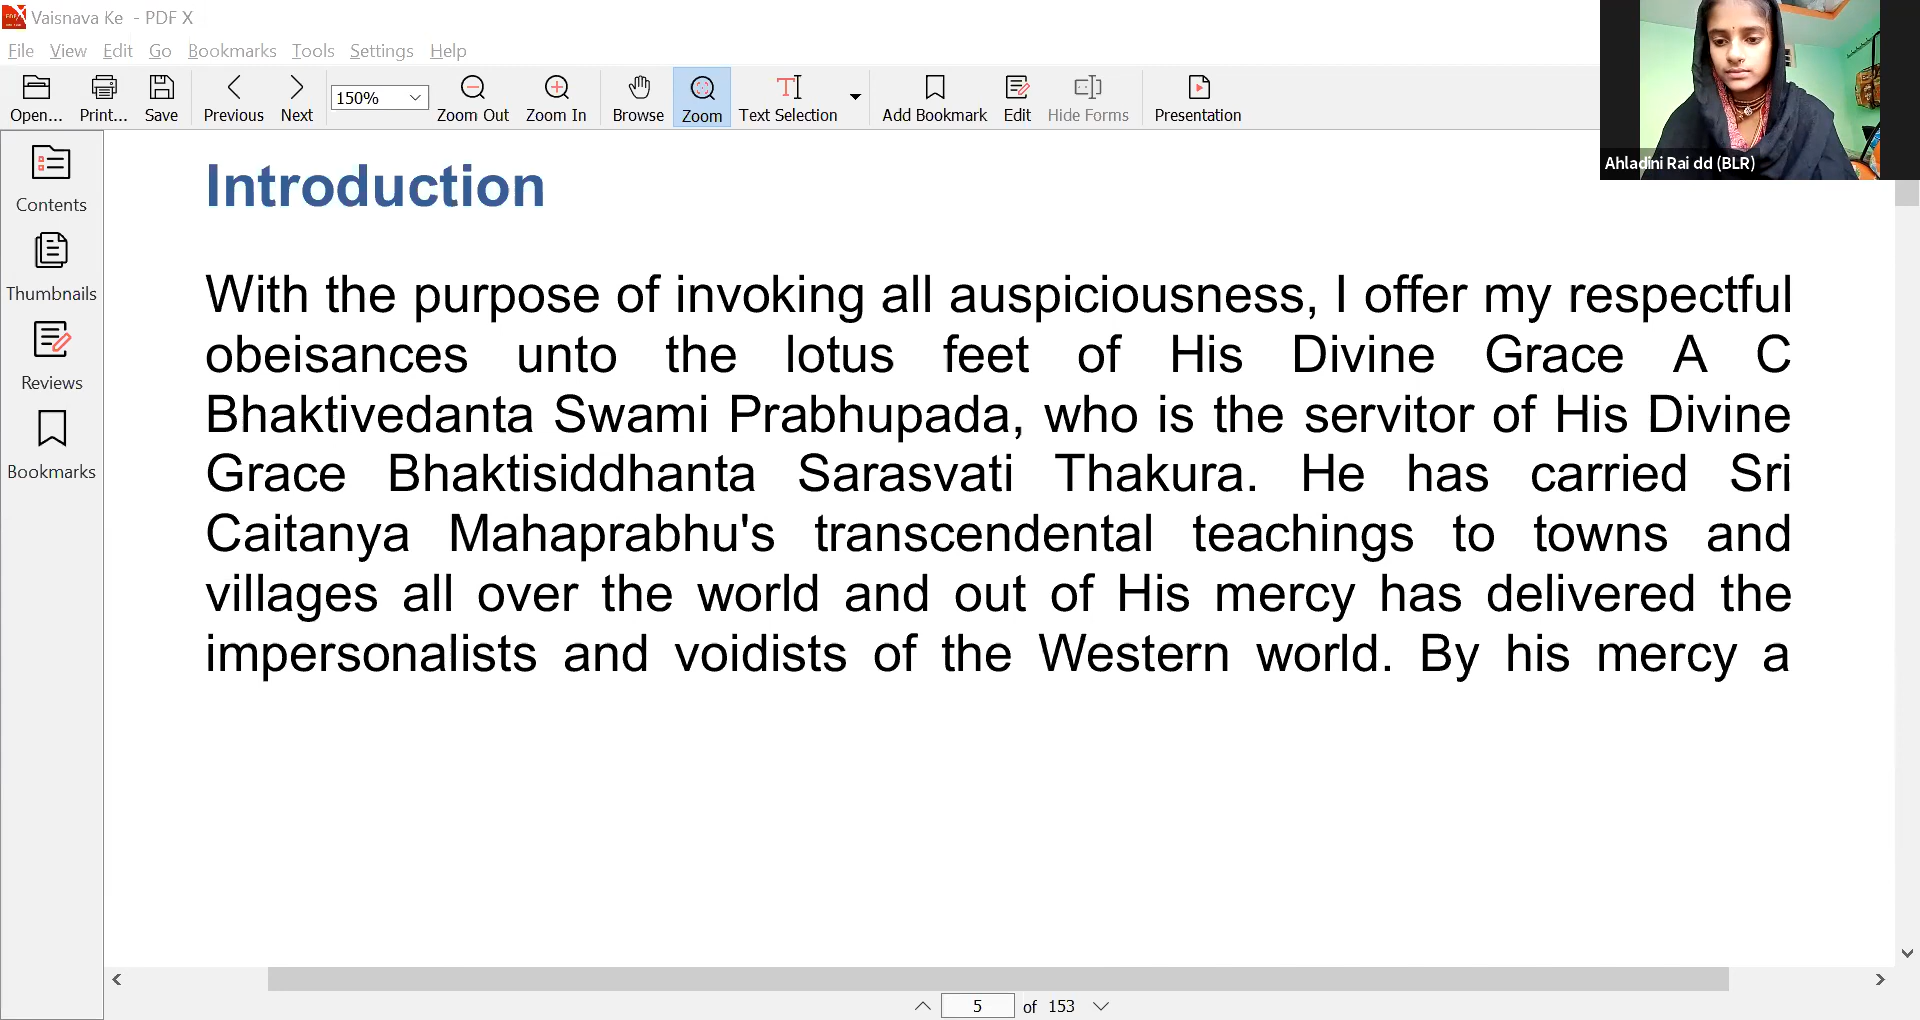 Vaisnava Ke - PDF X
File View Edit Go Bookmarks Tools Settings Help
Open... Print... Save Previous Next 150% Zoom Out Zoom In Browse Zoom Text Selection Add Bookmark Edit Hide Forms Presentation
Ahladini Rai dd (BLR)
Contents
Thumbnails
Reviews
Bookmarks
Introduction
With the purpose of invoking all auspiciousness, I offer my respectful
obeisances unto the lotus feet of His Divine Grace A C
Bhaktivedanta Swami Prabhupada, who is the servitor of His Divine
Grace Bhaktisiddhanta Sarasvati Thakura. He has carried Sri
Caitanya Mahaprabhu's transcendental teachings to towns and
villages all over the world and out of His mercy has delivered the
impersonalists and voidists of the Western world. By his mercy a
5 of 153